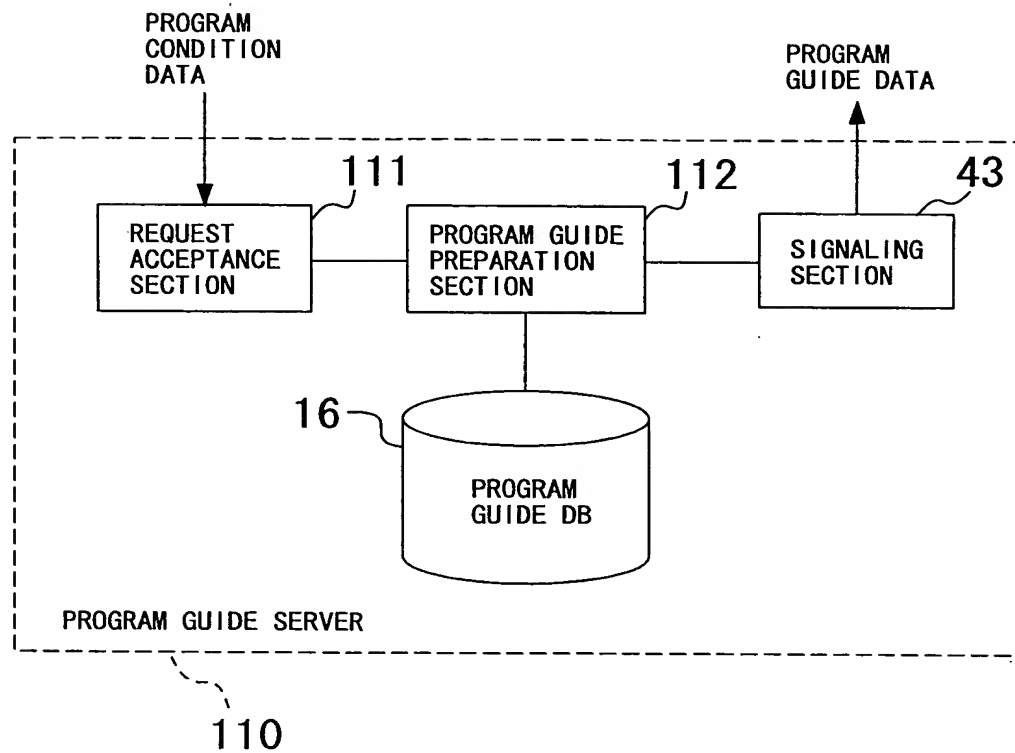 PROGRAM
CONDITION
DATA
PROGRAM
GUIDE DATA
111
112
43
REQUEST
ACCEPTANCE
SECTION
PROGRAM GUIDE
PREPARATION
SECTION
SIGNALING
SECTION
16
PROGRAM
GUIDE DB
PROGRAM GUIDE SERVER
110